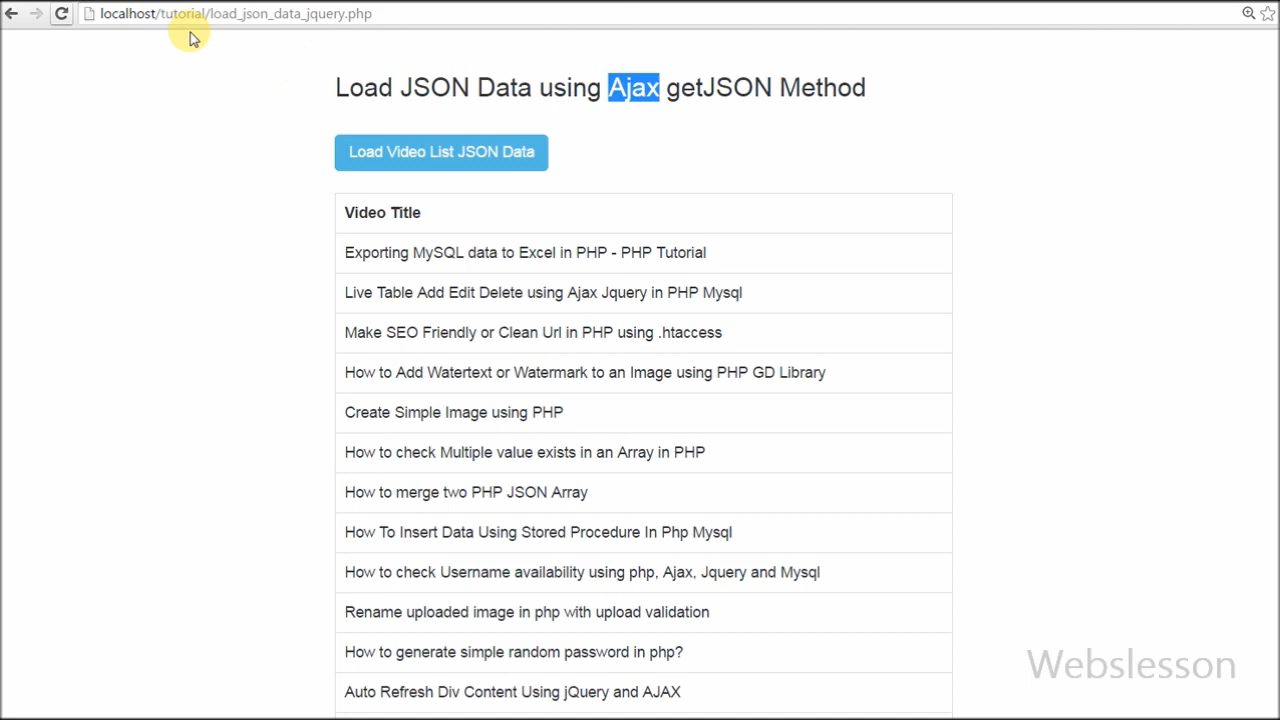 localhost/tutorial/load_json_data_jquery.php
Load JSON Data using Ajax getJSON Method
Load Video List JSON Data
Video Title
Exporting MySQL data to Excel in PHP - PHP Tutorial
Live Table Add Edit Delete using Ajax Jquery in PHP Mysql
Make SEO Friendly or Clean Url in PHP using .htaccess
How to Add Watertext or Watermark to an Image using PHP GD Library
Create Simple Image using PHP
How to check Multiple value exists in an Array in PHP
How to merge two PHP JSON Array
How To Insert Data Using Stored Procedure In Php Mysql
How to check Username availability using php, Ajax, Jquery and Mysql
Rename uploaded image in php with upload validation
How to generate simple random password in php?
Auto Refresh Div Content Using jQuery and AJAX
Webslesson